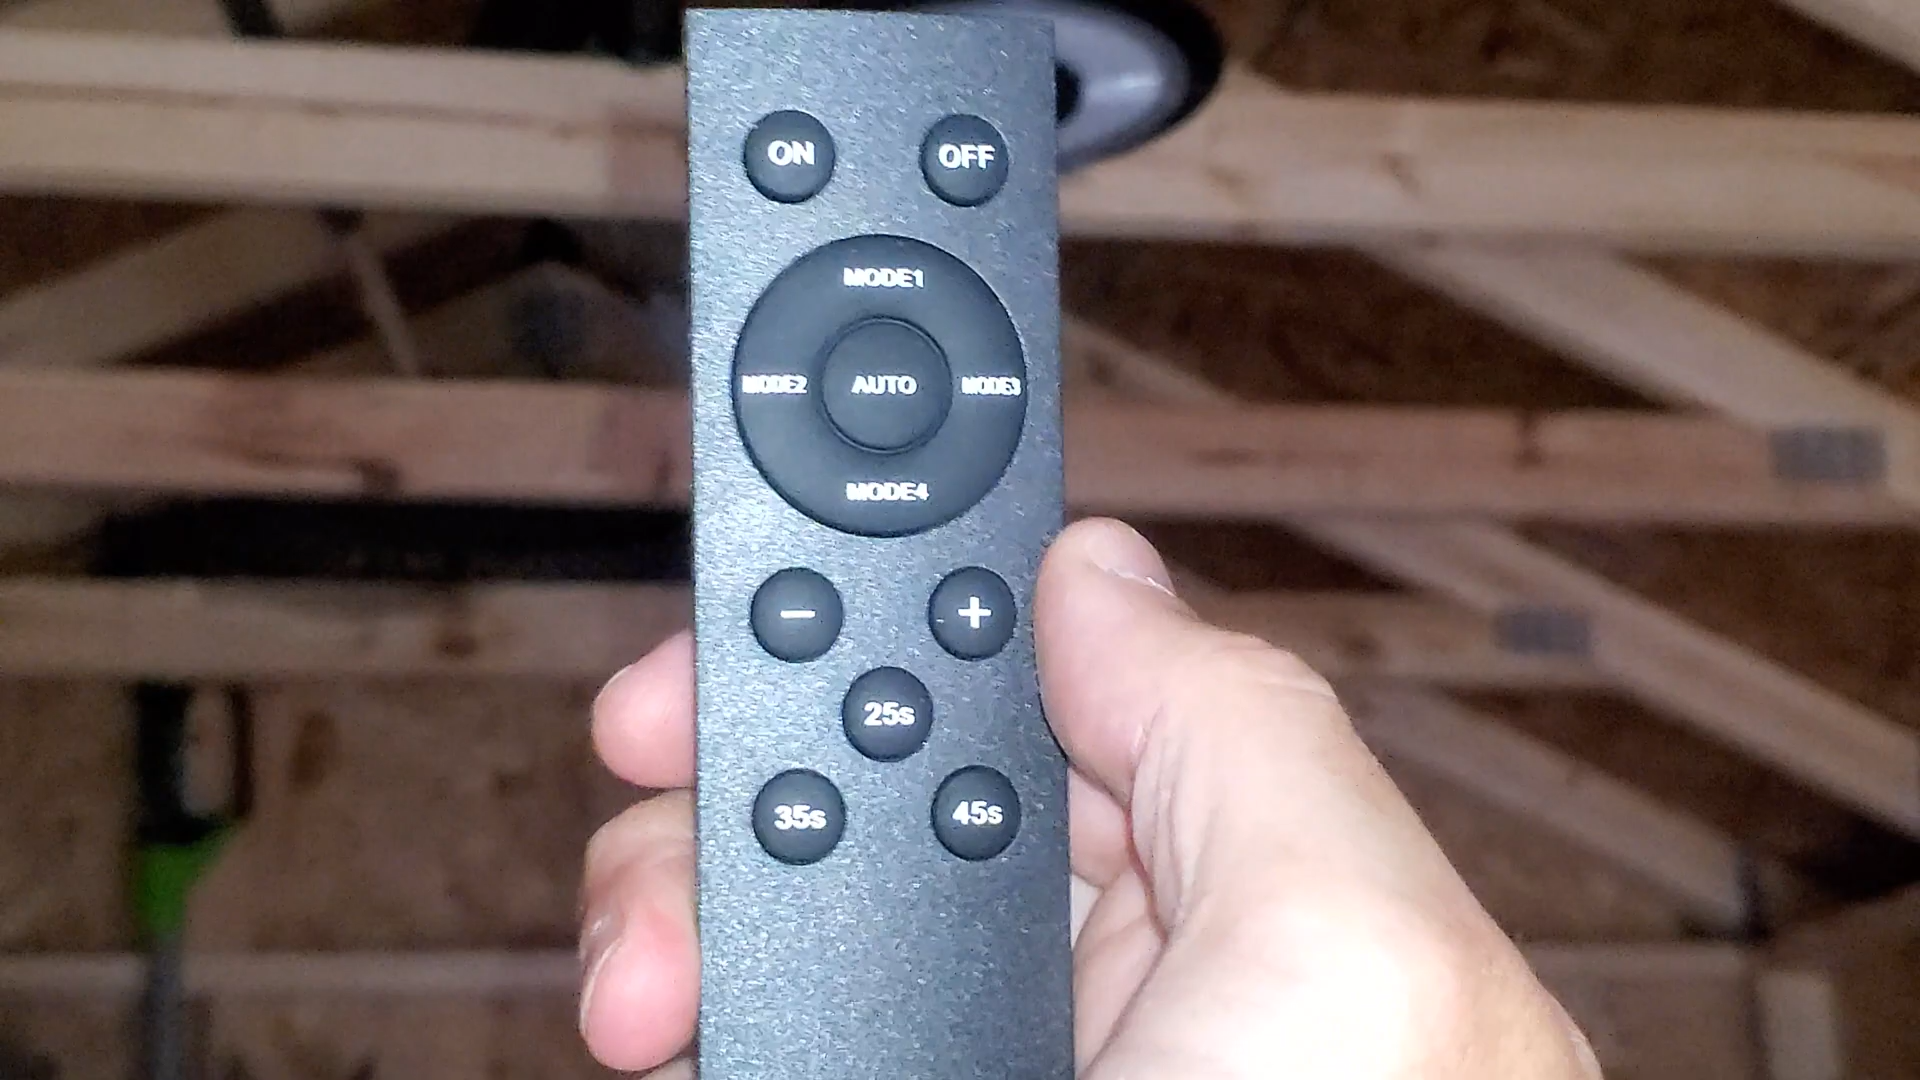 ON OFF
MODE1
MODE2 AUTO MODE3
MODE4
− +
25s
35s 45s